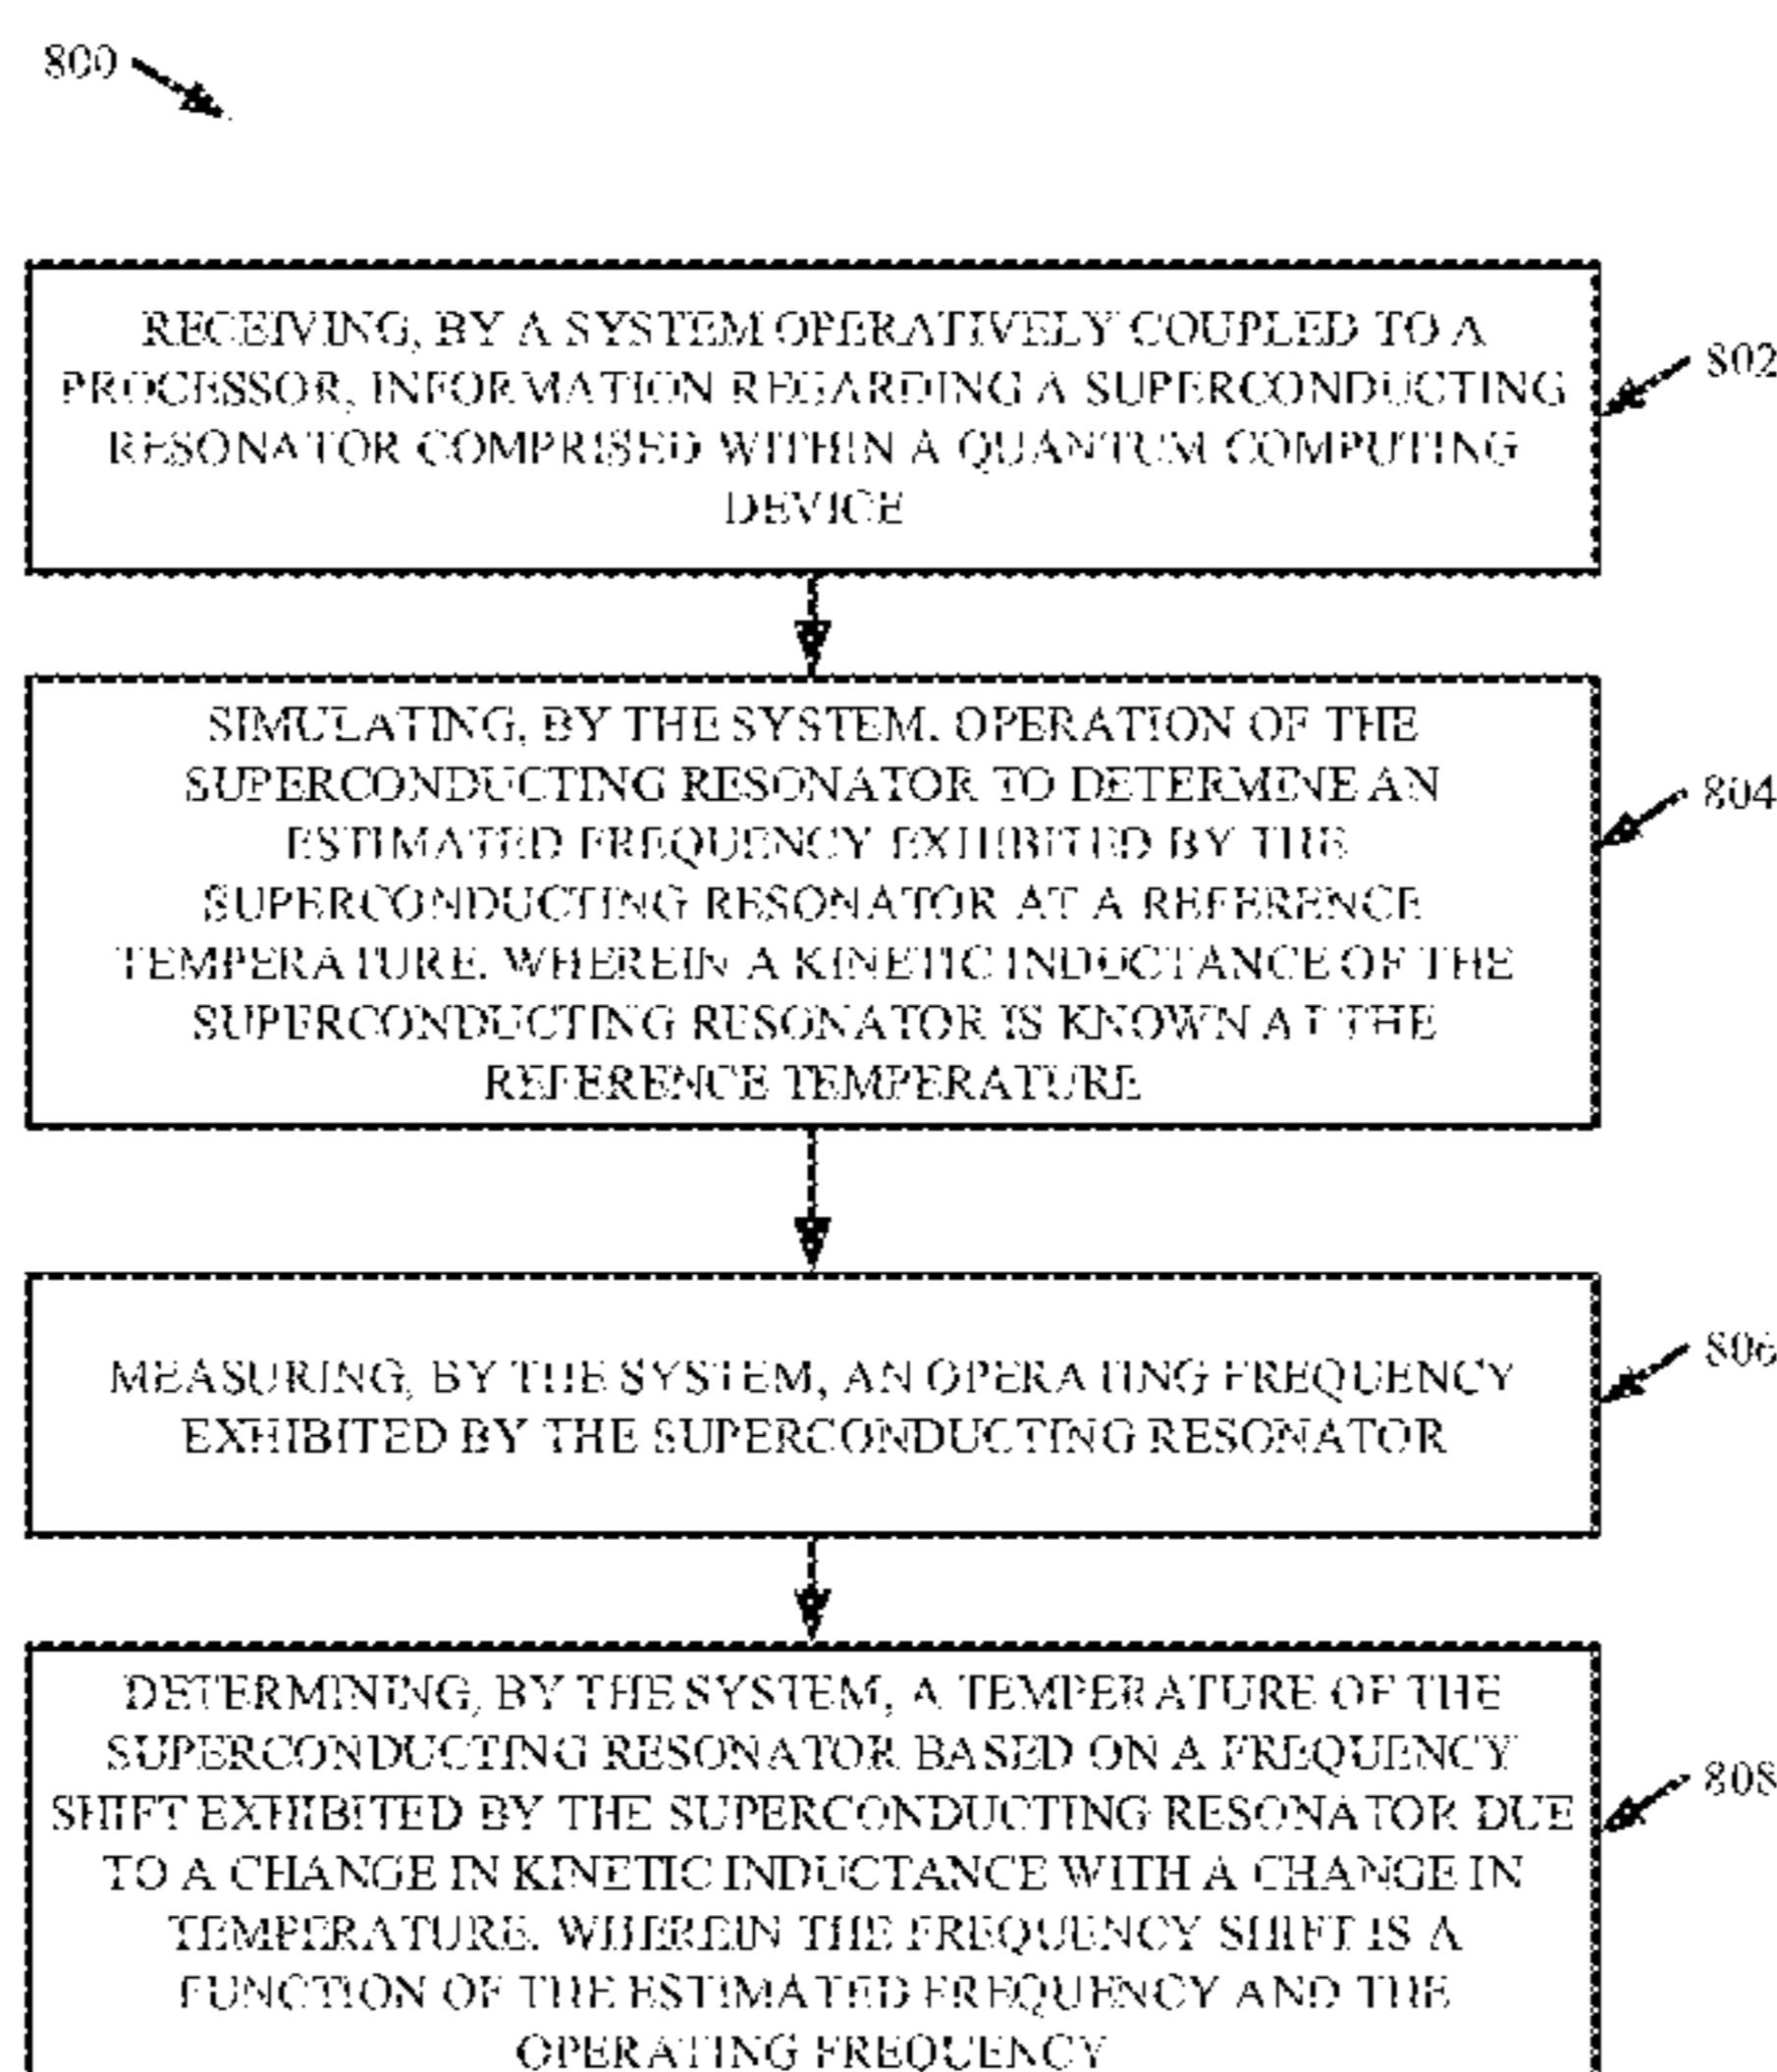 800
RECEIVING, BY A SYSTEM OPERATIVELY COUPLED TO A
PROCESSOR, INFORMATION REGARDING A SUPERCONDUCTING
RESONATOR COMPRISED WITHIN A QUANTUM COMPUTING
DEVICE
802
SIMULATING, BY THE SYSTEM, OPERATION OF THE
SUPERCONDUCTING RESONATOR TO DETERMINE AN
ESTIMATED FREQUENCY EXHIBITED BY THE
SUPERCONDUCTING RESONATOR AT A REFERENCE
TEMPERATURE, WHEREIN A KINETIC INDUCTANCE OF THE
SUPERCONDUCTING RESONATOR IS KNOWN AT THE
REFERENCE TEMPERATURE
804
MEASURING, BY THE SYSTEM, AN OPERATING FREQUENCY
EXHIBITED BY THE SUPERCONDUCTING RESONATOR
806
DETERMINING, BY THE SYSTEM, A TEMPERATURE OF THE
SUPERCONDUCTING RESONATOR BASED ON A FREQUENCY
SHIFT EXHIBITED BY THE SUPERCONDUCTING RESONATOR DUE
TO A CHANGE IN KINETIC INDUCTANCE WITH A CHANGE IN
TEMPERATURE, WHEREIN THE FREQUENCY SHIFT IS A
FUNCTION OF THE ESTIMATED FREQUENCY AND THE
OPERATING FREQUENCY
808